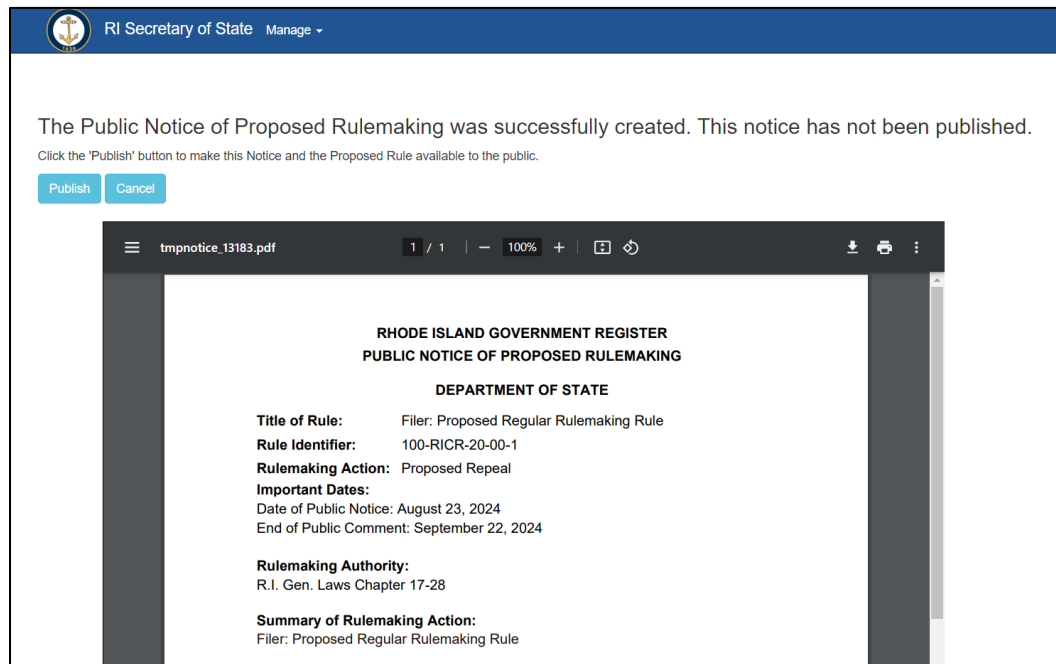 RI Secretary of State Manage
The Public Notice of Proposed Rulemaking was successfully created. This notice has not been published.
Click the 'Publish' button to make this Notice and the Proposed Rule available to the public.
Publish Cancel
tmpnotice_13183.pdf 1 / 1 − 100% +
RHODE ISLAND GOVERNMENT REGISTER
PUBLIC NOTICE OF PROPOSED RULEMAKING
DEPARTMENT OF STATE
Title of Rule: Filer: Proposed Regular Rulemaking Rule
Rule Identifier: 100-RICR-20-00-1
Rulemaking Action: Proposed Repeal
Important Dates:
Date of Public Notice: August 23, 2024
End of Public Comment: September 22, 2024
Rulemaking Authority:
R.I. Gen. Laws Chapter 17-28
Summary of Rulemaking Action:
Filer: Proposed Regular Rulemaking Rule